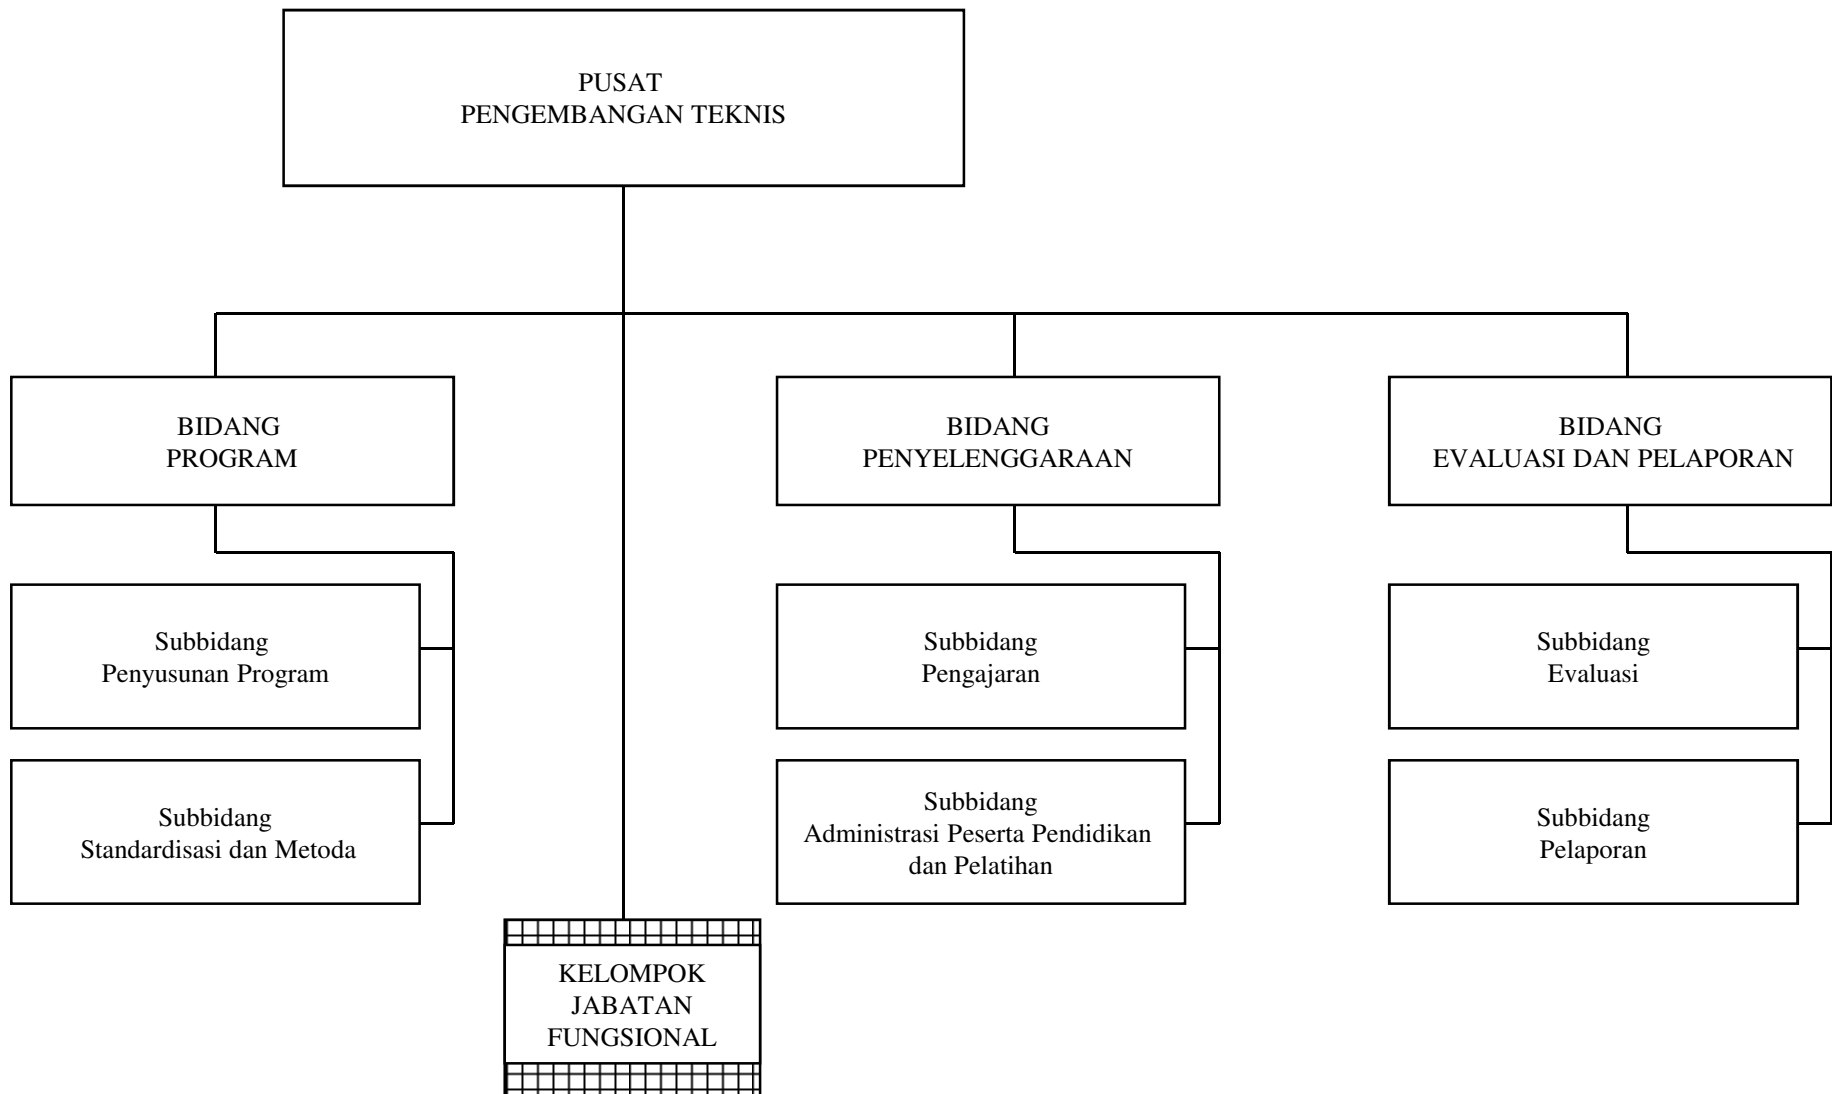 PUSAT
PENGEMBANGAN TEKNIS
BIDANG
PROGRAM
BIDANG
PENYELENGGARAAN
BIDANG
EVALUASI DAN PELAPORAN
Subbidang
Penyusunan Program
Subbidang
Pengajaran
Subbidang
Evaluasi
Subbidang
Standardisasi dan Metoda
Subbidang
Administrasi Peserta Pendidikan
dan Pelatihan
Subbidang
Pelaporan
KELOMPOK
JABATAN
FUNGSIONAL